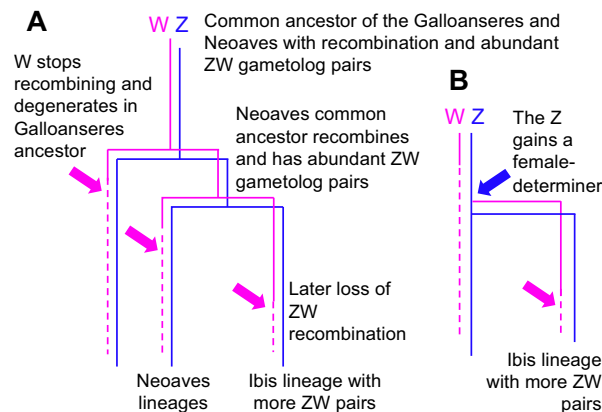 A
W Z
Common ancestor of the Galloanseres and
Neoaves with recombination and abundant
ZW gametolog pairs
W stops
recombining and
degenerates in
Galloanseres
ancestor
Neoaves common
ancestor recombines
and has abundant ZW
gametolog pairs
Later loss of
ZW
recombination
Neoaves
lineages
Ibis lineage with
more ZW pairs
B
W Z
The Z
gains a
female-
determiner
Ibis lineage
with more ZW
pairs